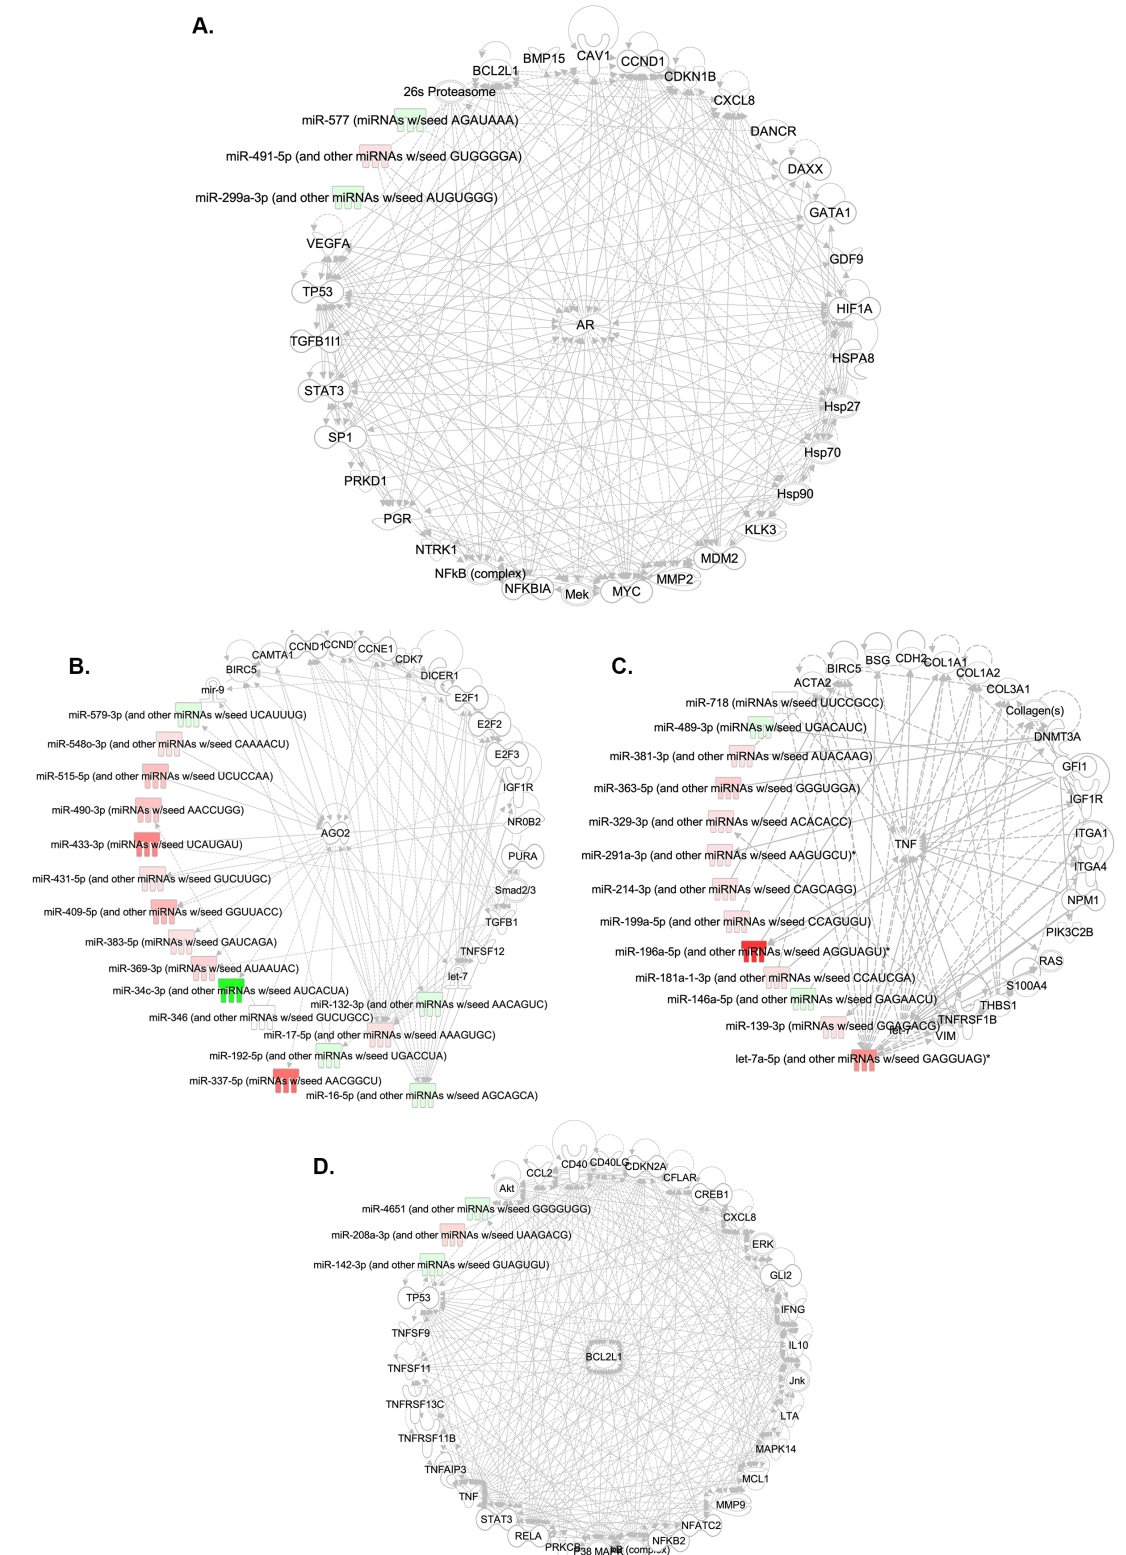 A.
CAV1
BMP15
CCND1
BCL2L1
CDKN1B
26s Proteasome
CXCL8
miR-577 (miRNAs w/seed AGAUAAA)
DANCR
miR-491-5p (and other miRNAs w/seed GUGGGGA)
DAXX
miR-299a-3p (and other miRNAs w/seed AUGUGGG)
GATA1
VEGFA
GDF9
TP53
HIF1A
AR
TGFB1I1
HSPA8
STAT3
Hsp27
SP1
Hsp70
PRKD1
Hsp90
PGR
KLK3
NTRK1
MDM2
NFkB (complex)
MMP2
NFKBIA
Mek
MYC
B.
CCND1
CCNE1
CAMTA1
CDK7
BIRC5
DICER1
mir-9
E2F1
miR-579-3p (and other miRNAs w/seed UCAUUUG)
E2F2
miR-548o-3p (and other miRNAs w/seed CAAAACU)
E2F3
miR-515-5p (and other miRNAs w/seed UCUCCAA)
IGF1R
miR-490-3p (miRNAs w/seed AACCUGG)
NR0B2
AGO2
miR-433-3p (miRNAs w/seed UCAUGAU)
PURA
miR-431-5p (and other miRNAs w/seed GUCUUGC)
Smad2/3
miR-409-5p (and other miRNAs w/seed GGUUACC)
TGFB1
miR-383-5p (miRNAs w/seed GAUCAGA)
TNFSF12
miR-369-3p (and other miRNAs w/seed AUAAUAC)
let-7
miR-34c-3p (and other miRNAs w/seed AUCACUA)
miR-132-3p (and other miRNAs w/seed AACAGUC)
miR-346 (and other miRNAs w/seed GUCUGCC)
miR-17-5p (and other miRNAs w/seed AAAGUGC)
miR-192-5p (and other miRNAs w/seed UGACCUA)
miR-337-5p (miRNAs w/seed AACGGCU)
miR-16-5p (and other miRNAs w/seed AGCAGCA)
C.
BSG
CDH2
COL1A1
BIRC5
COL1A2
ACTA2
COL3A1
miR-718 (miRNAs w/seed UUCCGCC)
Collagen(s)
miR-489-3p (miRNAs w/seed UGACAUC)
DNMT3A
miR-381-3p (and other miRNAs w/seed AUACAAG)
GFI1
miR-363-5p (and other miRNAs w/seed GGGUGGA)
IGF1R
miR-329-3p (and other miRNAs w/seed ACACACC)
ITGA1
TNF
miR-291a-3p (and other miRNAs w/seed AAGUGCU)*
ITGA4
miR-214-3p (and other miRNAs w/seed CAGCAGG)
NPM1
miR-199a-5p (and other miRNAs w/seed CCAGUGU)
PIK3C2B
miR-196a-5p (and other miRNAs w/seed AGGUAGU)*
RAS
miR-181a-1-3p (and other miRNAs w/seed CCAUCGA)
S100A4
miR-146a-5p (and other miRNAs w/seed GAGAACU)
THBS1
TNFRSF1B
miR-139-3p (miRNAs w/seed GGAGACG)
let-7
VIM
let-7a-5p (and other miRNAs w/seed GAGGUAG)*
D.
CD40
CD40LG
CDKN2A
CCL2
CFLAR
Akt
CREB1
miR-4651 (and other miRNAs w/seed GGGGUGG)
CXCL8
miR-208a-3p (and other miRNAs w/seed UAAGACG)
ERK
miR-142-3p (and other miRNAs w/seed GUAGUGU)
GLI2
TP53
IFNG
TNFSF9
IL10
BCL2L1
TNFSF11
Jnk
TNFRSF13C
LTA
TNFRSF11B
MAPK14
TNFAIP3
MCL1
TNF
MMP9
STAT3
NFATC2
RELA
NFKB2
PRKCB
P38 MAPK
(complex)